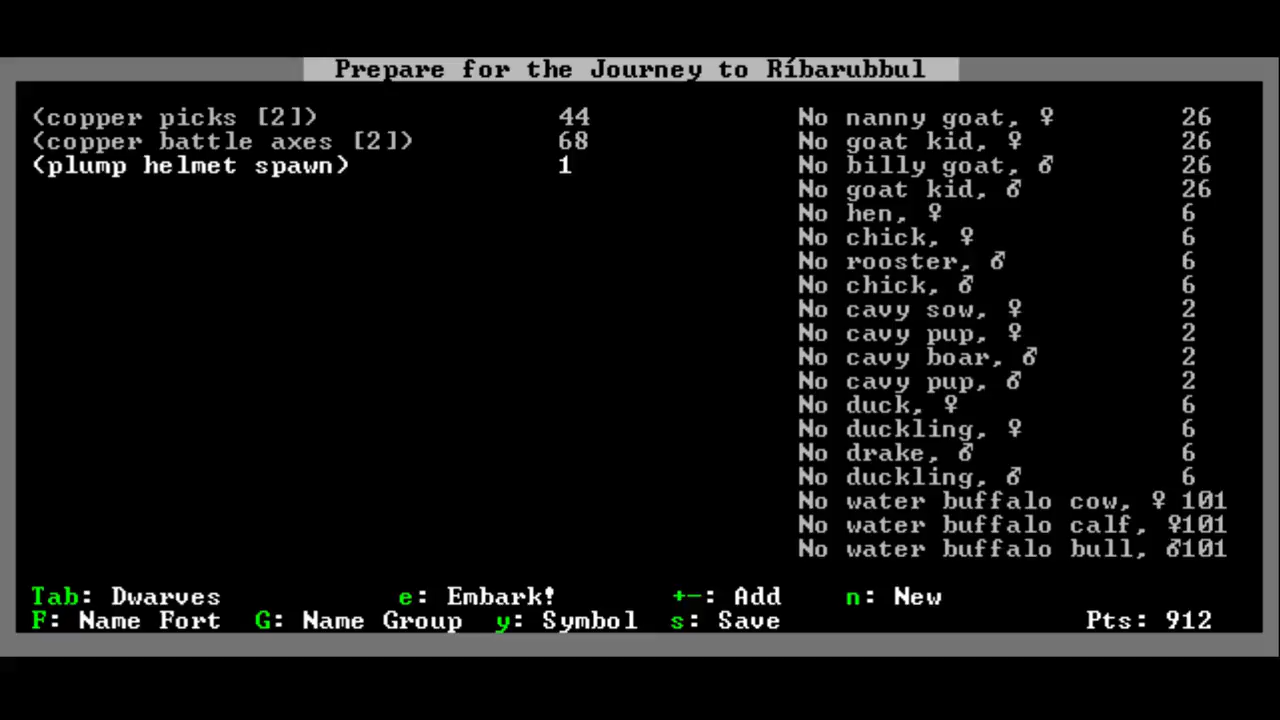 Prepare for the Journey to Ríbarubbul
(copper picks [2]) 44 No nanny goat, ♀ 26
(copper battle axes [2]) 68 No goat kid, ♀ 26
(plump helmet spawn) 1 No billy goat, ♂ 26
No goat kid, ♂ 26
No hen, ♀ 6
No chick, ♀ 6
No rooster, ♂ 6
No chick, ♂ 6
No cavy sow, ♀ 2
No cavy pup, ♀ 2
No cavy boar, ♂ 2
No cavy pup, ♂ 2
No duck, ♀ 6
No duckling, ♀ 6
No drake, ♂ 6
No duckling, ♂ 6
No water buffalo cow, ♀ 101
No water buffalo calf, ♀101
No water buffalo bull, ♂101
Tab: Dwarves e: Embark! +-: Add n: New
F: Name Fort G: Name Group y: Symbol s: Save Pts: 912